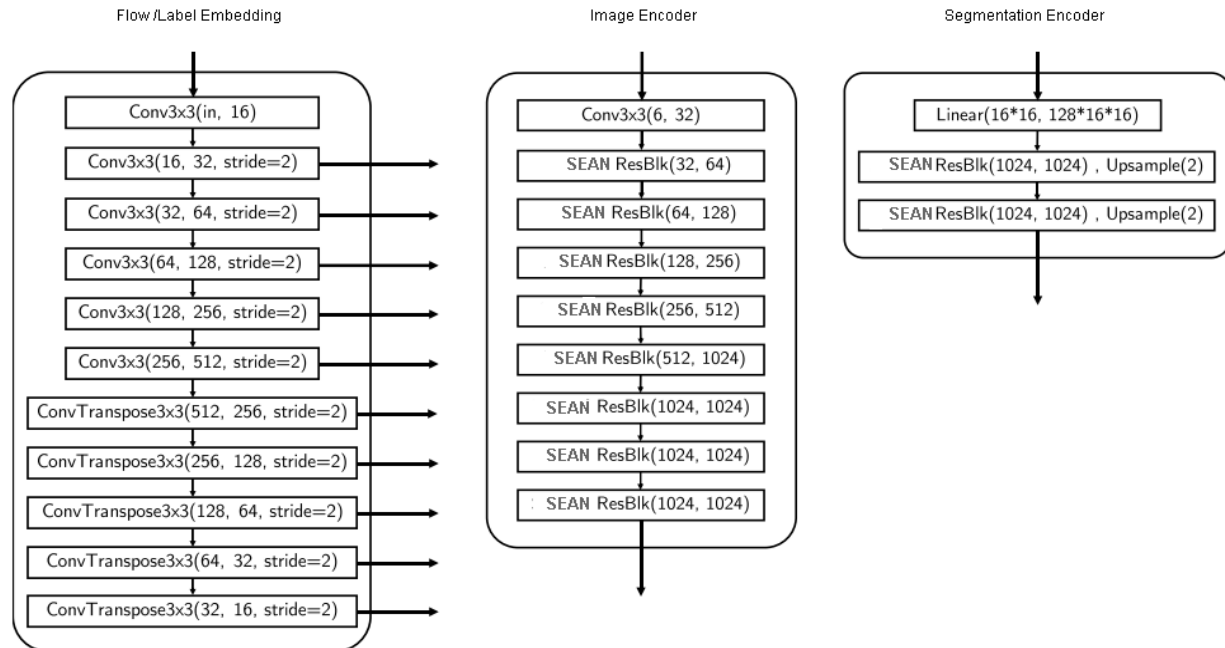 Flow /Label Embedding
Conv3x3(in, 16)
Conv3x3(16, 32, stride=2)
Conv3x3(32, 64, stride=2)
Conv3x3(64, 128, stride=2)
Conv3x3(128, 256, stride=2)
Conv3x3(256, 512, stride=2)
ConvTranspose3x3(512, 256, stride=2)
ConvTranspose3x3(256, 128, stride=2)
ConvTranspose3x3(128, 64, stride=2)
ConvTranspose3x3(64, 32, stride=2)
ConvTranspose3x3(32, 16, stride=2)
Image Encoder
Conv3x3(6, 32)
SEAN ResBlk(32, 64)
SEAN ResBlk(64, 128)
SEAN ResBlk(128, 256)
SEAN ResBlk(256, 512)
SEAN ResBlk(512, 1024)
SEAN ResBlk(1024, 1024)
SEAN ResBlk(1024, 1024)
SEAN ResBlk(1024, 1024)
Segmentation Encoder
Linear(16*16, 128*16*16)
SEAN ResBlk(1024, 1024) , Upsample(2)
SEAN ResBlk(1024, 1024) , Upsample(2)